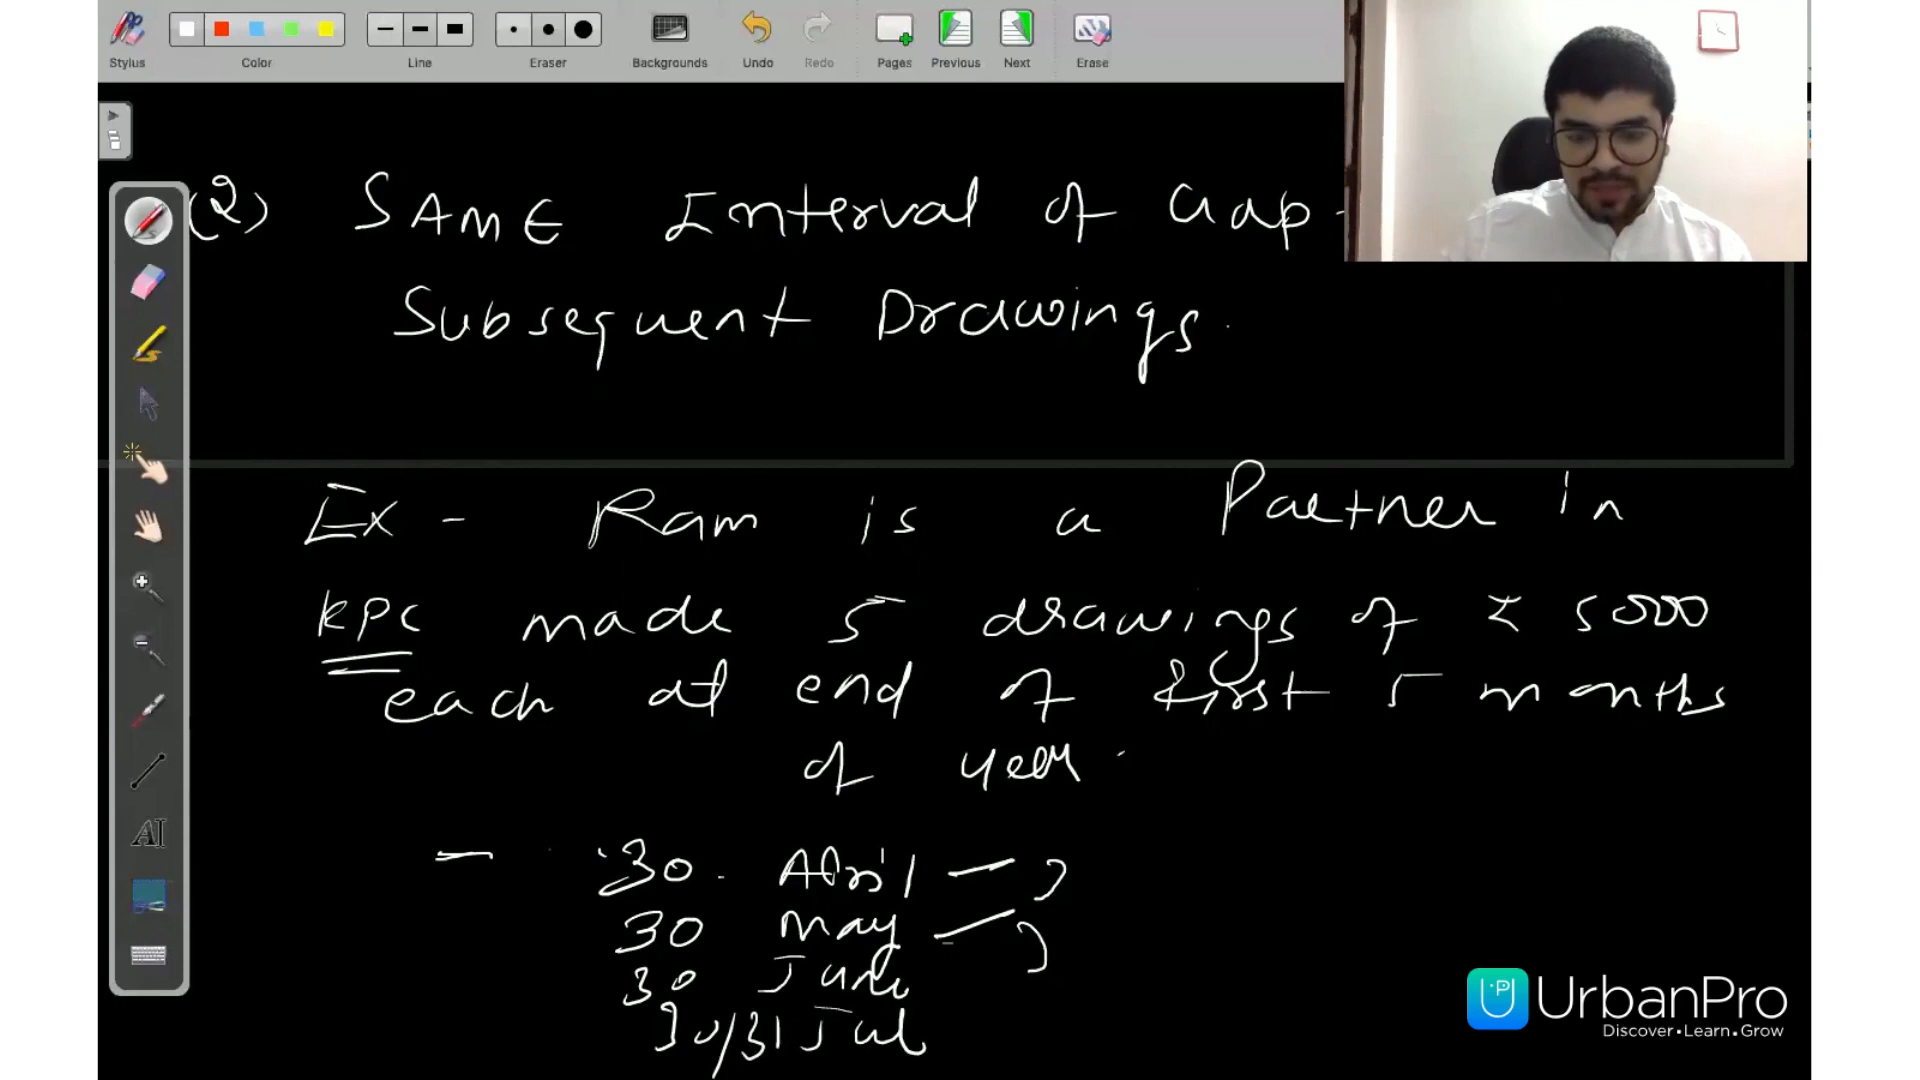 Stylus Color Line Eraser Backgrounds Undo Redo Pages Previous Next Erase
(2) SAME Interval of Gap -
Subsequent Drawings.
Ex - Ram is a Partner in
KPC made 5 drawings of ₹ 5000
each at end of first 5 months
of year.
- 30. April -
30 May -
30 June
30/31 Jul
AI
UrbanPro
Discover•Learn.Grow